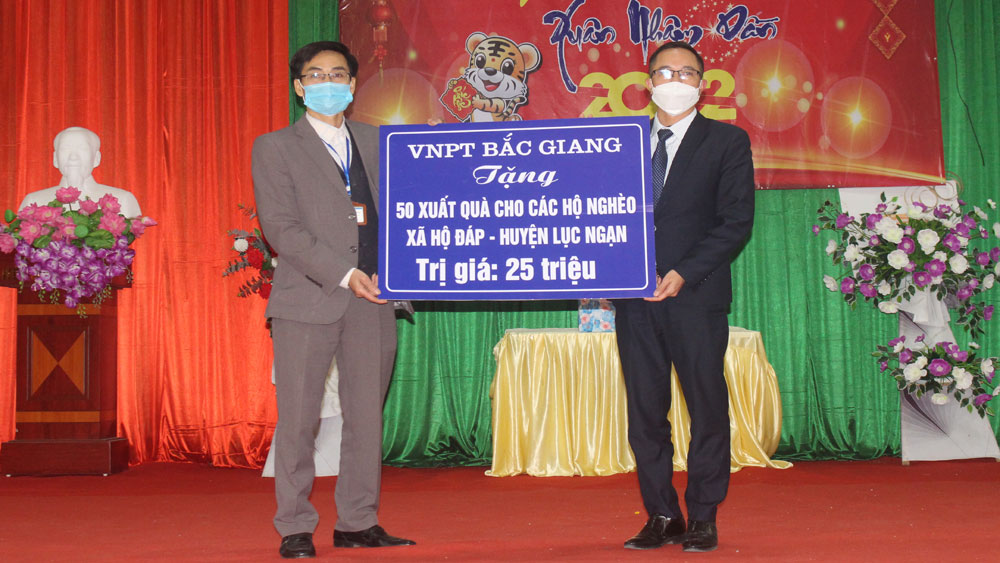 Xuân Nhâm Dần
2022
VNPT BẮC GIANG
Tặng
50 XUẤT QUÀ CHO CÁC HỘ NGHÈO
XÃ HỘ ĐÁP - HUYỆN LỤC NGẠN
Trị giá: 25 triệu